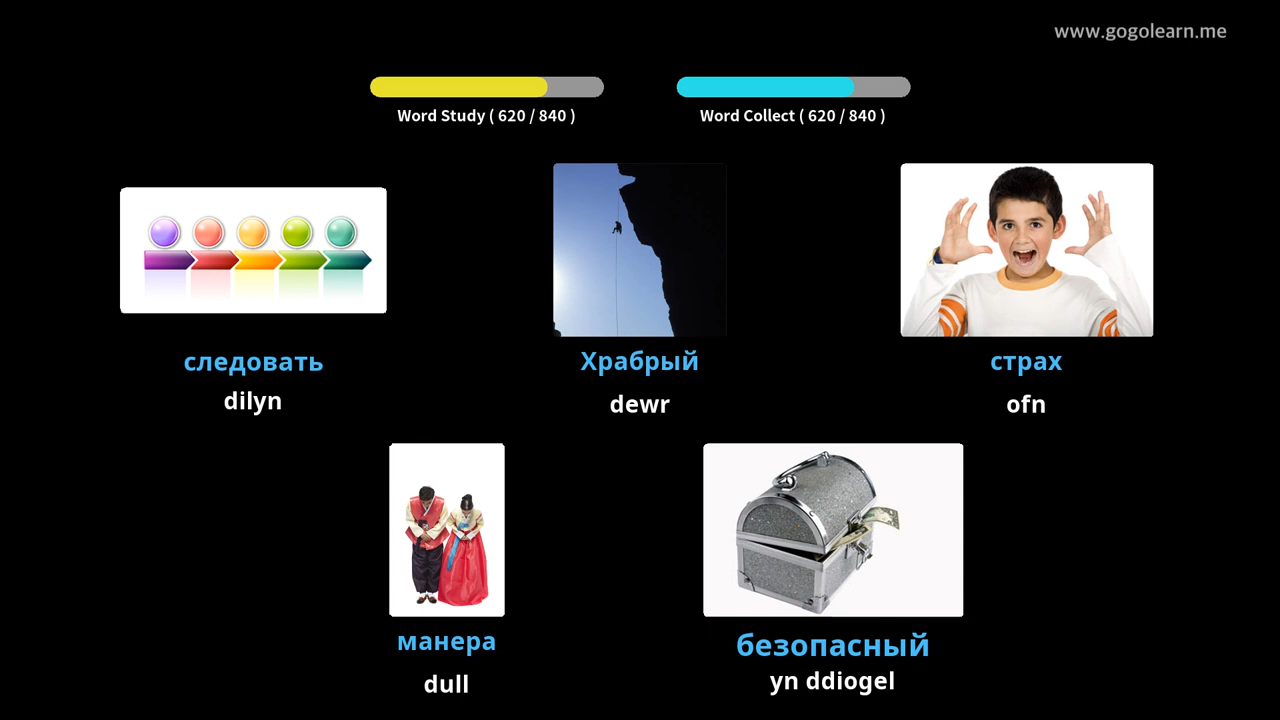 www.gogolearn.me
Word Study ( 620 / 840 )
Word Collect ( 620 / 840 )
следовать
dilyn
Храбрый
dewr
страх
ofn
манера
dull
безопасный
yn ddiogel